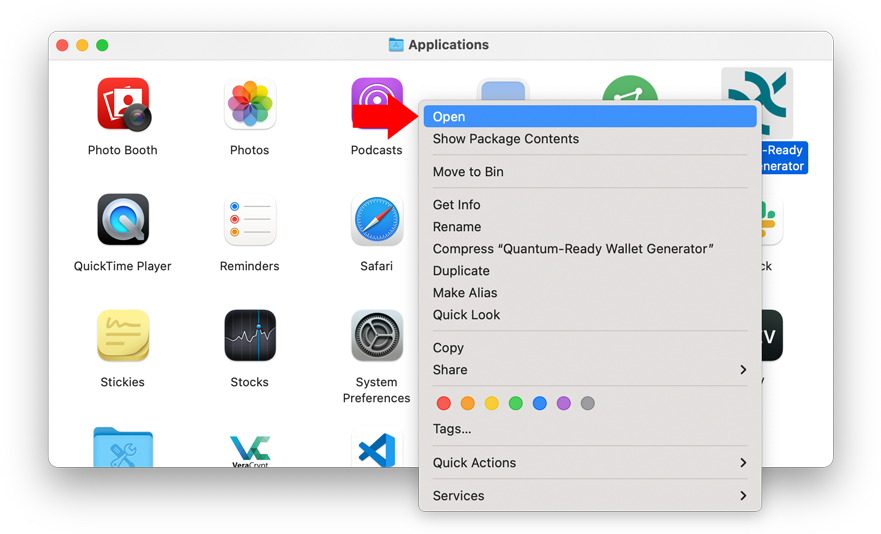 Applications
Photo Booth
Photos
Podcasts
-Ready
enerator
Open
Show Package Contents
Move to Bin
Get Info
Rename
Compress “Quantum-Ready Wallet Generator”
Duplicate
Make Alias
Quick Look
Copy
Share
Tags...
Quick Actions
Services
QuickTime Player
Reminders
Safari
ck
Stickies
Stocks
System
Preferences
V
VeraCrypt